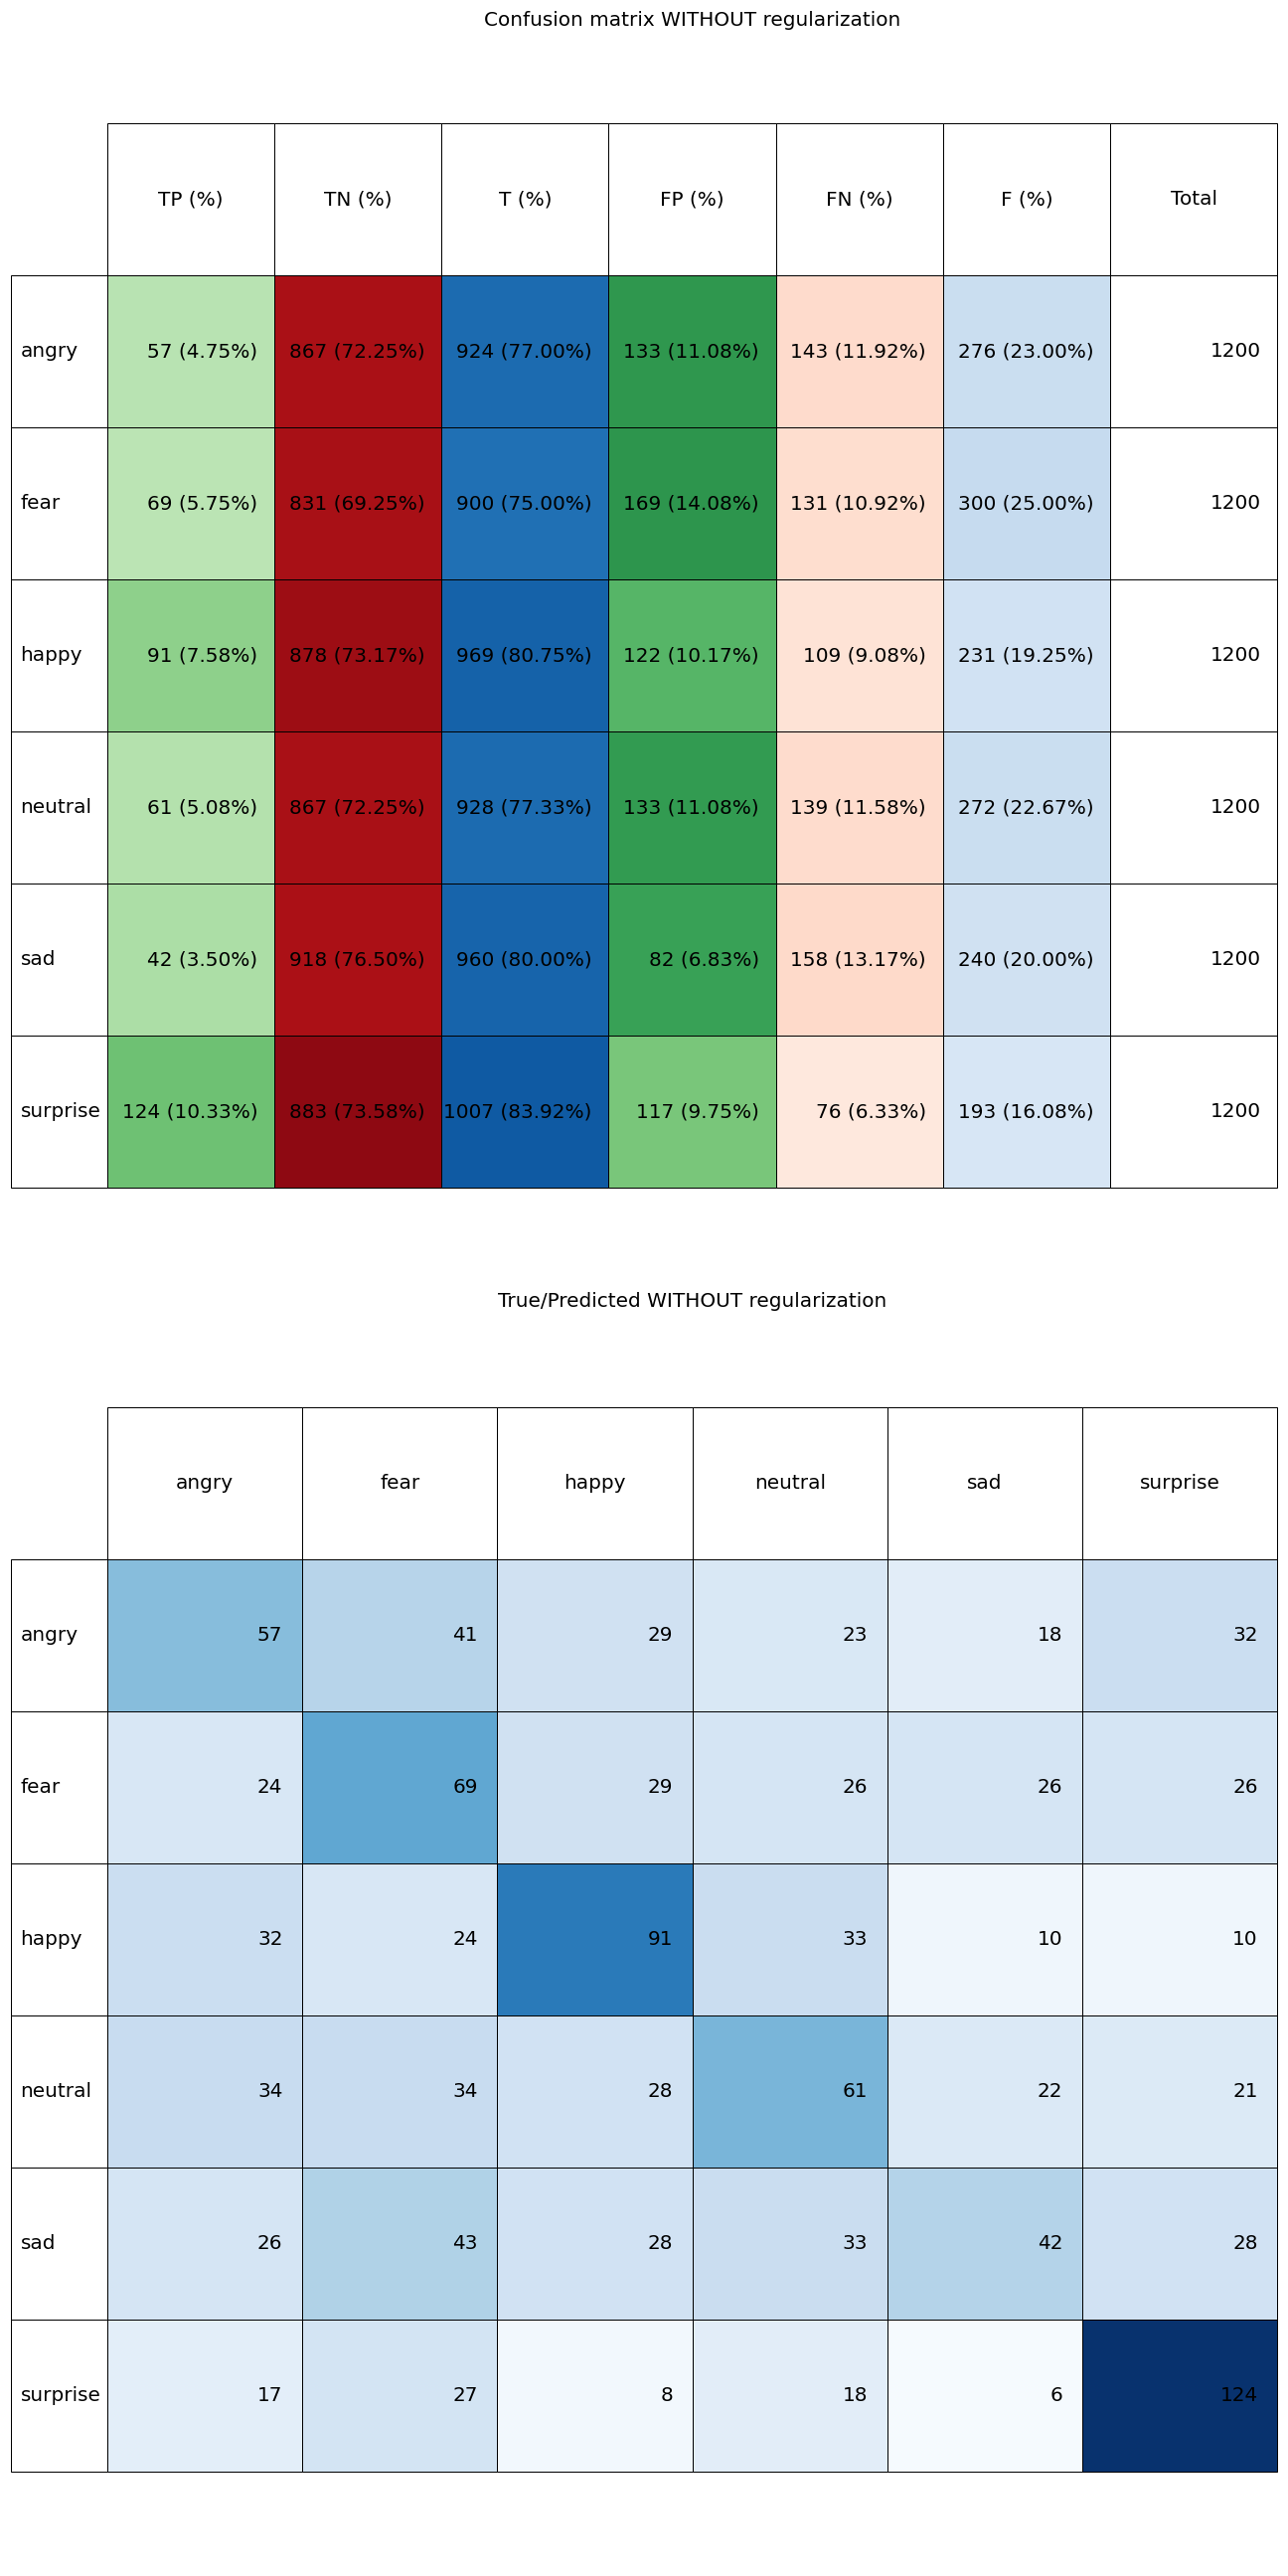 Confusion matrix WITHOUT regularization
TP (%) TN (%) T (%) FP (%) FN (%) F (%) Total
angry 57 (4.75%) 867 (72.25%) 924 (77.00%) 133 (11.08%) 143 (11.92%) 276 (23.00%) 1200
fear 69 (5.75%) 831 (69.25%) 900 (75.00%) 169 (14.08%) 131 (10.92%) 300 (25.00%) 1200
happy 91 (7.58%) 878 (73.17%) 969 (80.75%) 122 (10.17%) 109 (9.08%) 231 (19.25%) 1200
neutral 61 (5.08%) 867 (72.25%) 928 (77.33%) 133 (11.08%) 139 (11.58%) 272 (22.67%) 1200
sad 42 (3.50%) 918 (76.50%) 960 (80.00%) 82 (6.83%) 158 (13.17%) 240 (20.00%) 1200
surprise 124 (10.33%) 883 (73.58%) 1007 (83.92%) 117 (9.75%) 76 (6.33%) 193 (16.08%) 1200
True/Predicted WITHOUT regularization
angry fear happy neutral sad surprise
angry 57 41 29 23 18 32
fear 24 69 29 26 26 26
happy 32 24 91 33 10 10
neutral 34 34 28 61 22 21
sad 26 43 28 33 42 28
surprise 17 27 8 18 6 124